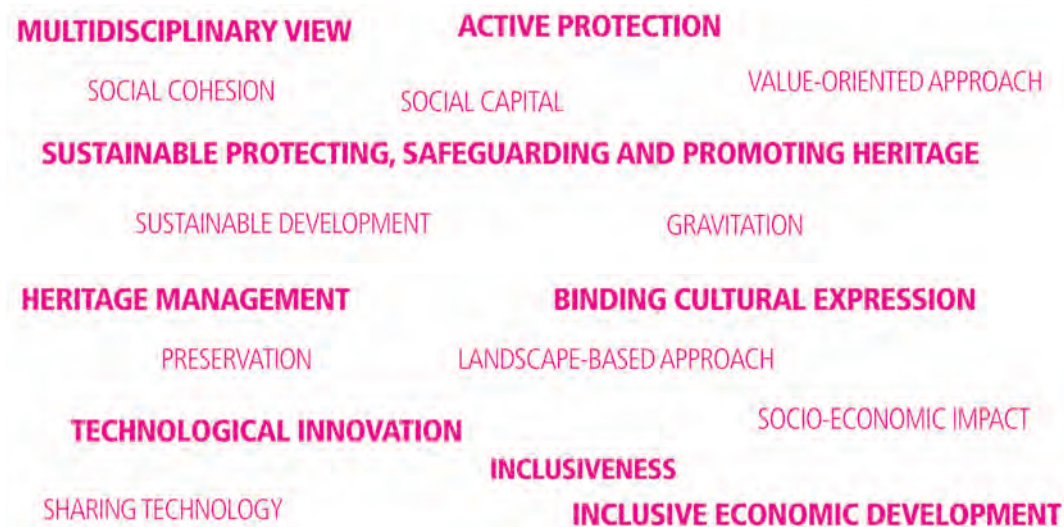 MULTIDISCIPLINARY VIEW
ACTIVE PROTECTION
SOCIAL COHESION
SOCIAL CAPITAL
VALUE-ORIENTED APPROACH
SUSTAINABLE PROTECTING, SAFEGUARDING AND PROMOTING HERITAGE
SUSTAINABLE DEVELOPMENT
GRAVITATION
HERITAGE MANAGEMENT
BINDING CULTURAL EXPRESSION
PRESERVATION
LANDSCAPE-BASED APPROACH
TECHNOLOGICAL INNOVATION
SOCIO-ECONOMIC IMPACT
INCLUSIVENESS
SHARING TECHNOLOGY
INCLUSIVE ECONOMIC DEVELOPMENT